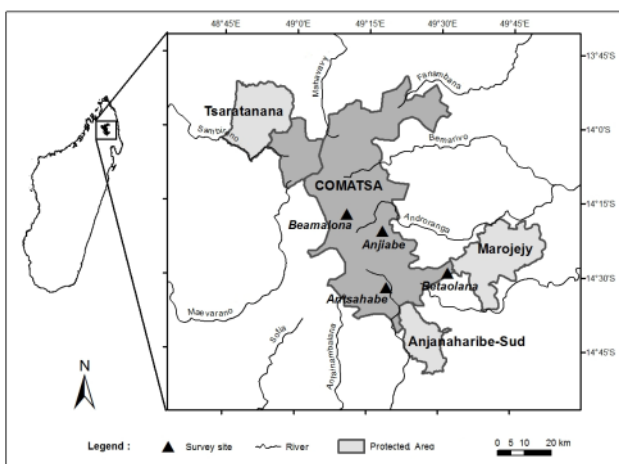 48°45'E 49°0'E 49°15'E 49°30'E 49°45'E
13°45'S
Fanambana
Mahavavy
Tsaratanana
14°0'S
Sambirano
Bemarivo
COMATSA
14°15'S
Beamalona
Androranga
Anjiabe
Marojejy
Betaolana
14°30'S
Antsahabe
Maevarano
Sofia
Antainambalana
Anjanaharibe-Sud
14°45'S
N
Legend : Survey site River Protected Area 0 5 10 20 km